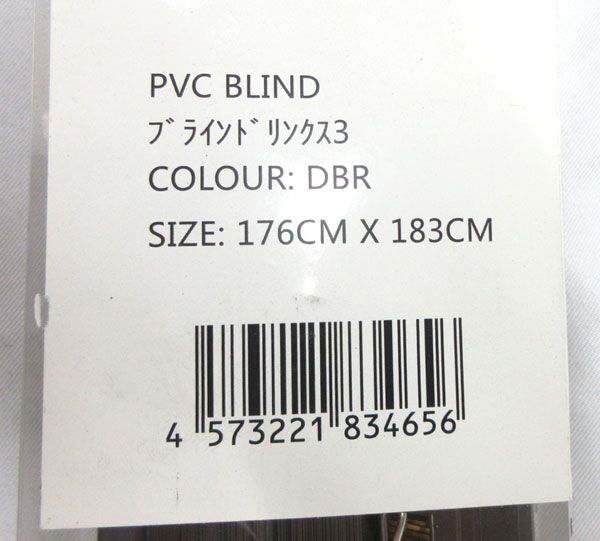 PVC BLIND
ﾌﾞﾗｲﾝﾄﾞﾘﾝｸｽ3
COLOUR: DBR
SIZE: 176CM X 183CM
4 573221 834656